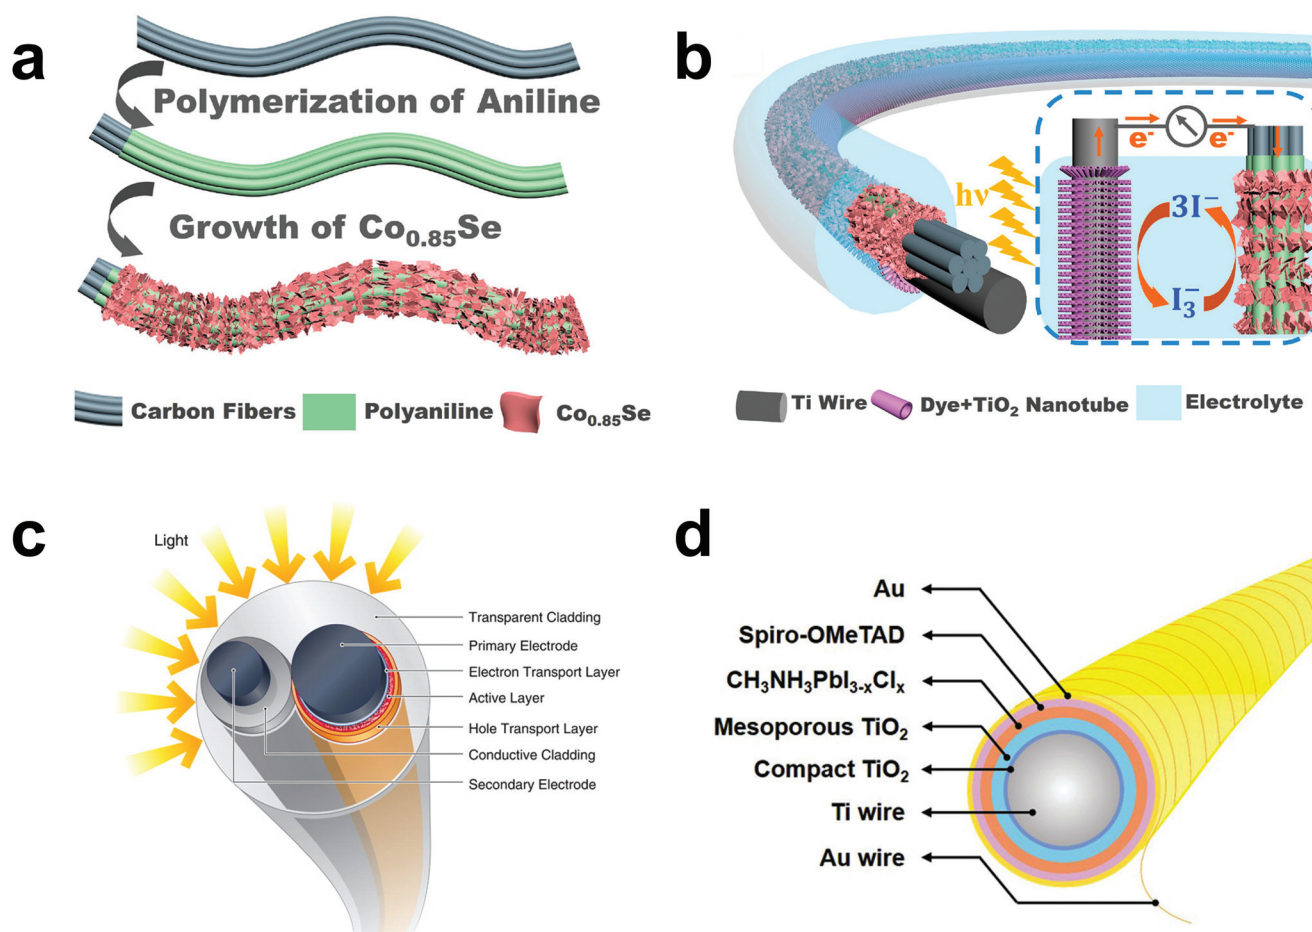 a
Polymerization of Aniline
Growth of Co0.85Se
Carbon Fibers
Polyaniline
Co0.85Se
b
e-
e-
hν
3I−
I3−
Ti Wire
Dye+TiO2 Nanotube
Electrolyte
c
Light
Transparent Cladding
Primary Electrode
Electron Transport Layer
Active Layer
Hole Transport Layer
Conductive Cladding
Secondary Electrode
d
Au
Spiro-OMeTAD
CH3NH3PbI3-xClx
Mesoporous TiO2
Compact TiO2
Ti wire
Au wire